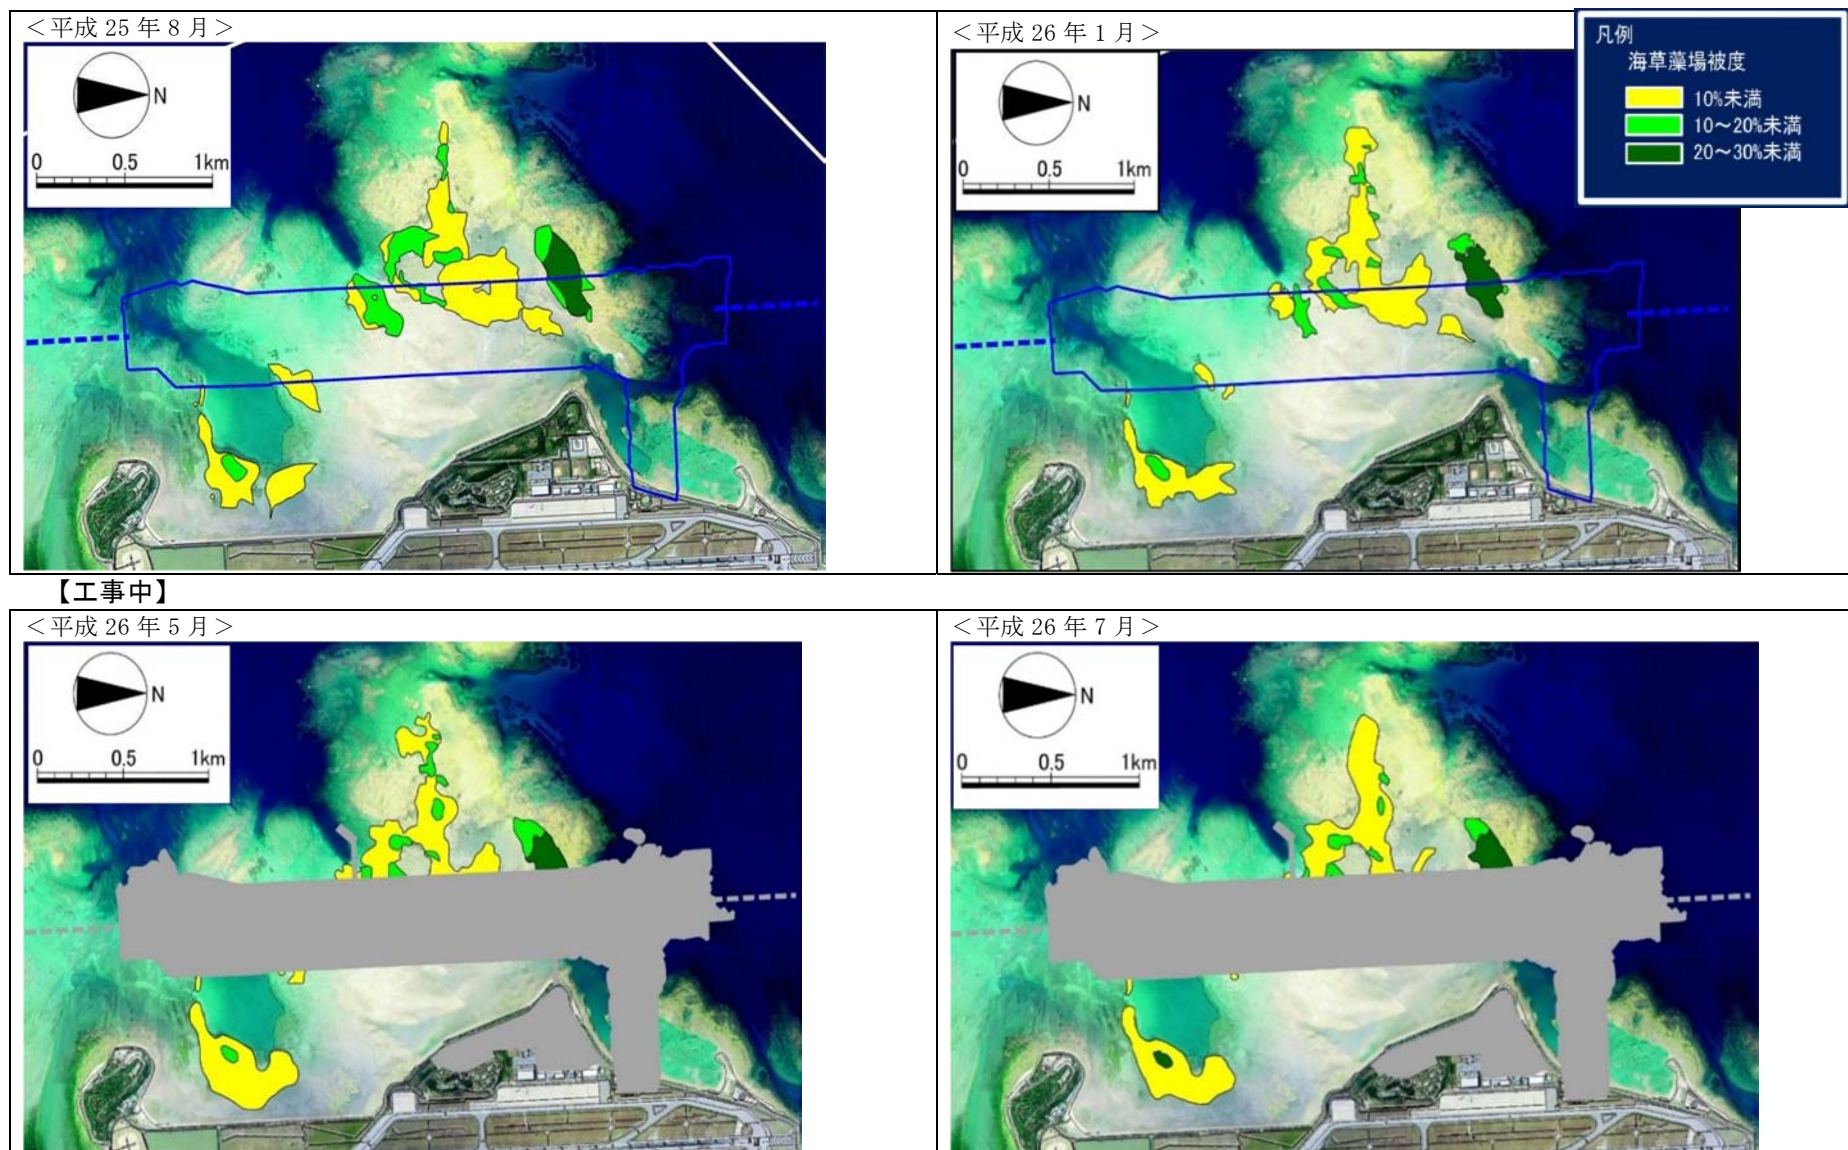 <平成 25 年 8 月>
N
0 0.5 1km
<平成 26 年 1 月>
N
0 0.5 1km
凡例
海草藻場被度
10%未満
10~20%未満
20~30%未満
【工事中】
<平成 26 年 5 月>
N
0 0.5 1km
<平成 26 年 7 月>
N
0 0.5 1km